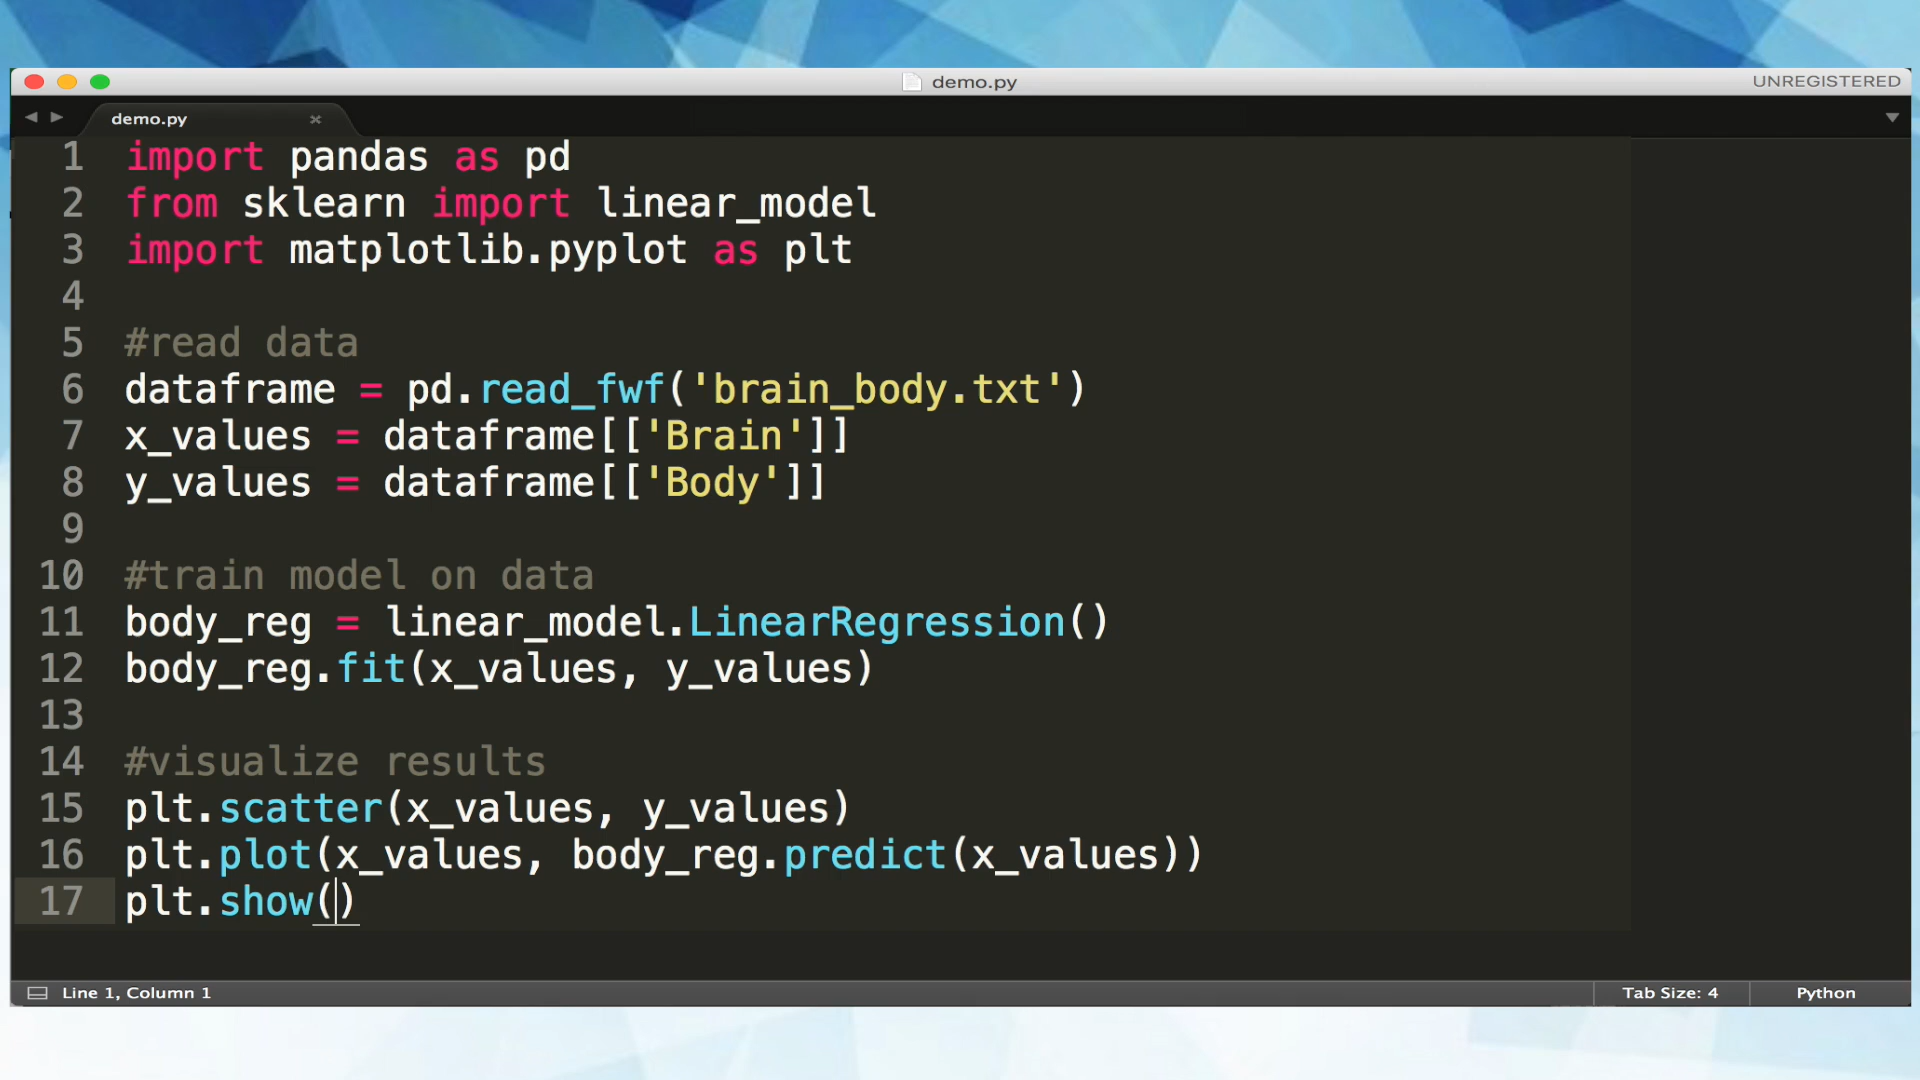 demo.py
UNREGISTERED
demo.py
1 import pandas as pd
2 from sklearn import linear_model
3 import matplotlib.pyplot as plt
4
5 #read data
6 dataframe = pd.read_fwf('brain_body.txt')
7 x_values = dataframe[['Brain']]
8 y_values = dataframe[['Body']]
9
10 #train model on data
11 body_reg = linear_model.LinearRegression()
12 body_reg.fit(x_values, y_values)
13
14 #visualize results
15 plt.scatter(x_values, y_values)
16 plt.plot(x_values, body_reg.predict(x_values))
17 plt.show()
Line 1, Column 1
Tab Size: 4
Python